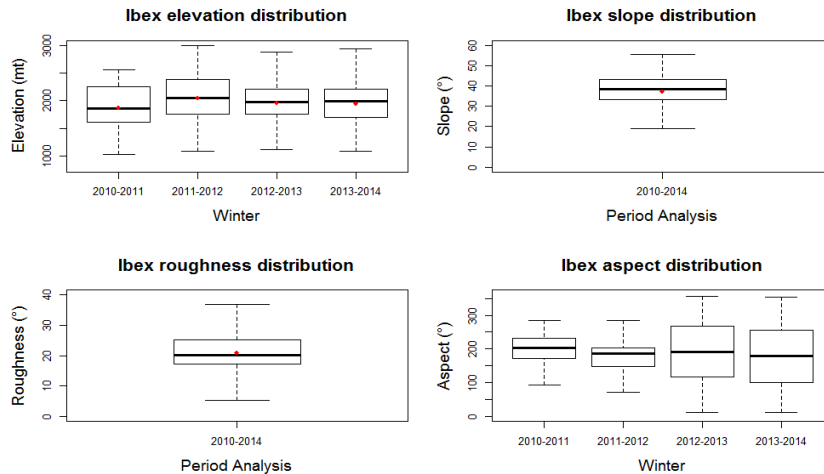 Ibex elevation distribution
Elevation (mt)
3000
2000
1000
2010-2011 2011-2012 2012-2013 2013-2014
Winter
Ibex slope distribution
Slope (°)
60
50
40
30
20
10
0
2010-2014
Period Analysis
Ibex roughness distribution
Roughness (°)
40
30
20
10
0
2010-2014
Period Analysis
Ibex aspect distribution
Aspect (°)
300
200
100
0
2010-2011 2011-2012 2012-2013 2013-2014
Winter